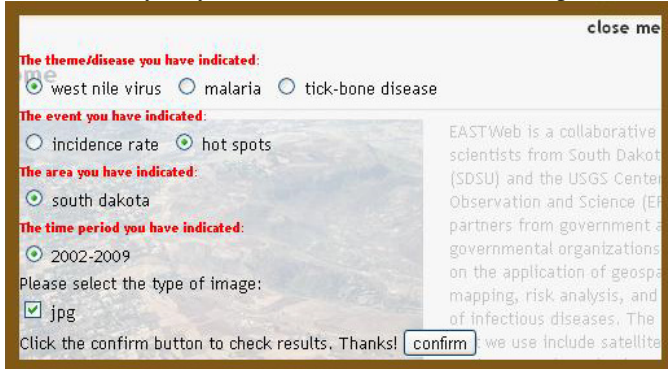 close me
The theme/disease you have indicated:
west nile virus malaria tick-bone disease
The event you have indicated:
incidence rate hot spots
The area you have indicated:
south dakota
The time period you have indicated:
2002-2009
Please select the type of image:
jpg
Click the confirm button to check results. Thanks! confirm
EASTWeb is a collaborative
scientists from South Dakot
(SDSU) and the USGS Center
Observation and Science (ER
partners from government a
governmental organizations
on the application of geospa
mapping, risk analysis, and
of infectious diseases. The
we use include satellite